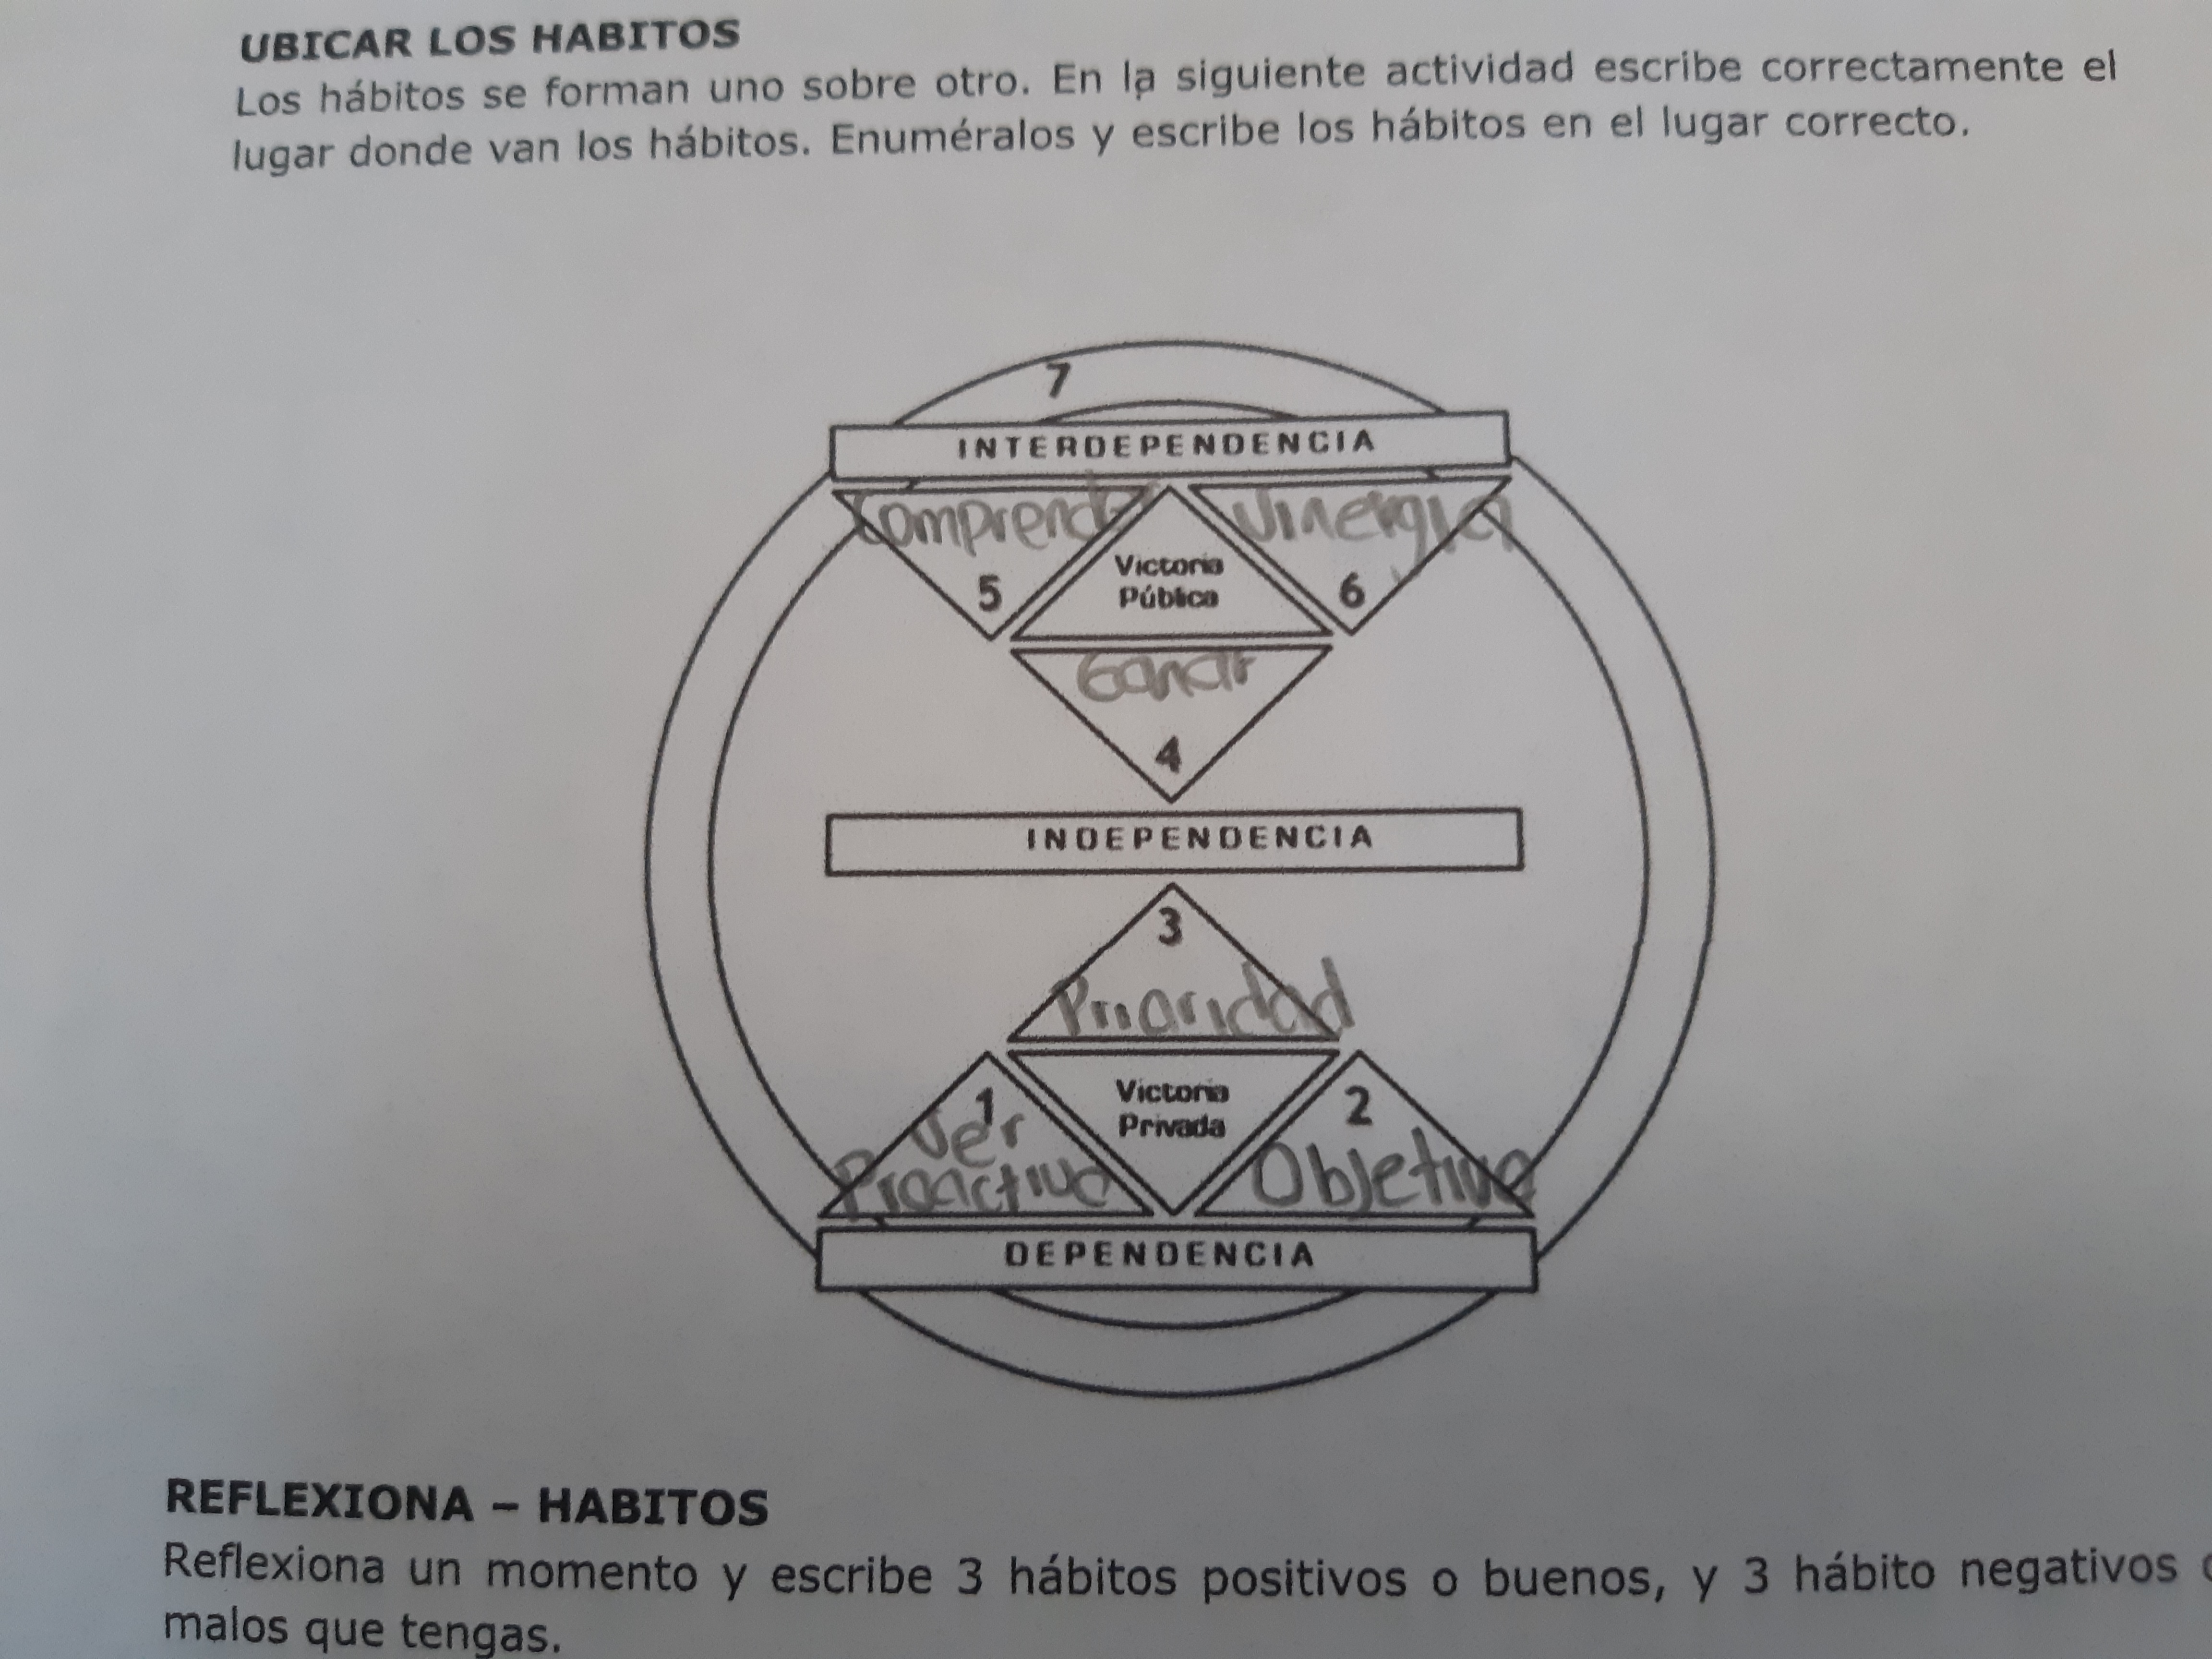 UBICAR LOS HABITOS
Los hábitos se forman uno sobre otro. En la siguiente actividad escribe correctamente el
lugar donde van los hábitos. Enuméralos y escribe los hábitos en el lugar correcto.
7
INTERDEPENDENCIA
Comprender
Sinergia
5
Victoria
Pública
6
Ganar
4
INDEPENDENCIA
3
Prioridad
1
Ser
Proactivo
Victoria
Privada
2
Objetivo
DEPENDENCIA
REFLEXIONA – HABITOS
Reflexiona un momento y escribe 3 hábitos positivos o buenos, y 3 hábito negativos
malos que tengas.